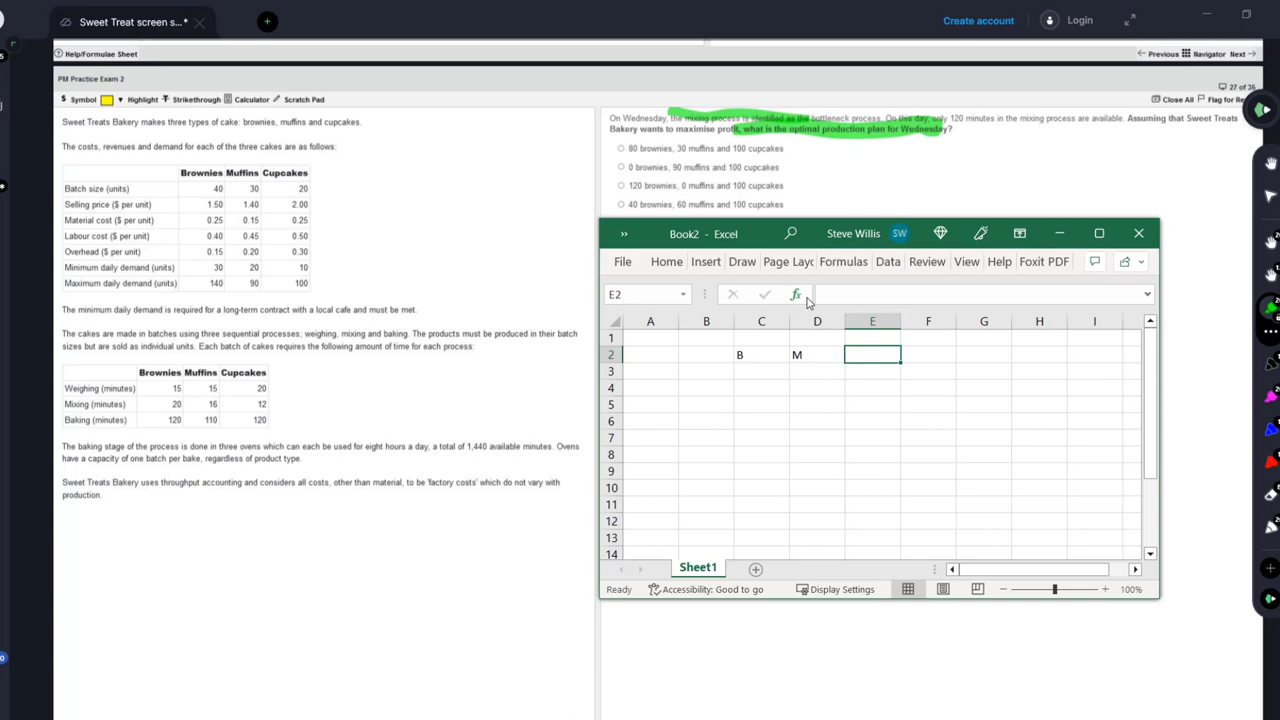 Sweet Treat screen s...*
Create account
Login
Help/Formulae Sheet
Previous
Navigator
Next
PM Practice Exam 2
27 of 35
Symbol
Highlight
Strikethrough
Calculator
Scratch Pad
Close All
Flag for Re
Sweet Treats Bakery makes three types of cake: brownies, muffins and cupcakes.
The costs, revenues and demand for each of the three cakes are as follows:
Brownies Muffins Cupcakes
Batch size (units) 40 30 20
Selling price ($ per unit) 1.50 1.40 2.00
Material cost ($ per unit) 0.25 0.15 0.25
Labour cost ($ per unit) 0.40 0.45 0.50
Overhead ($ per unit) 0.15 0.20 0.30
Minimum daily demand (units) 30 20 10
Maximum daily demand (units) 140 90 100
The minimum daily demand is required for a long-term contract with a local cafe and must be met.
The cakes are made in batches using three sequential processes; weighing, mixing and baking. The products must be produced in their batch
sizes but are sold as individual units. Each batch of cakes requires the following amount of time for each process:
Brownies Muffins Cupcakes
Weighing (minutes) 15 15 20
Mixing (minutes) 20 16 12
Baking (minutes) 120 110 120
The baking stage of the process is done in three ovens which can each be used for eight hours a day, a total of 1,440 available minutes. Ovens
have a capacity of one batch per bake, regardless of product type.
Sweet Treats Bakery uses throughput accounting and considers all costs, other than material, to be 'factory costs' which do not vary with
production.
On Wednesday, the mixing process is identified as the bottleneck process. On this day, only 120 minutes in the mixing process are available. Assuming that Sweet Treats
Bakery wants to maximise profit, what is the optimal production plan for Wednesday?
80 brownies, 30 muffins and 100 cupcakes
0 brownies, 90 muffins and 100 cupcakes
120 brownies, 0 muffins and 100 cupcakes
40 brownies, 60 muffins and 100 cupcakes
Book2 - Excel
Steve Willis
SW
File
Home
Insert
Draw
Page Layc
Formulas
Data
Review
View
Help
Foxit PDF
E2
fx
A B C D E F G H I
1
2 B M
3
4
5
6
7
8
9
10
11
12
13
14
Sheet1
Ready
Accessibility: Good to go
Display Settings
100%